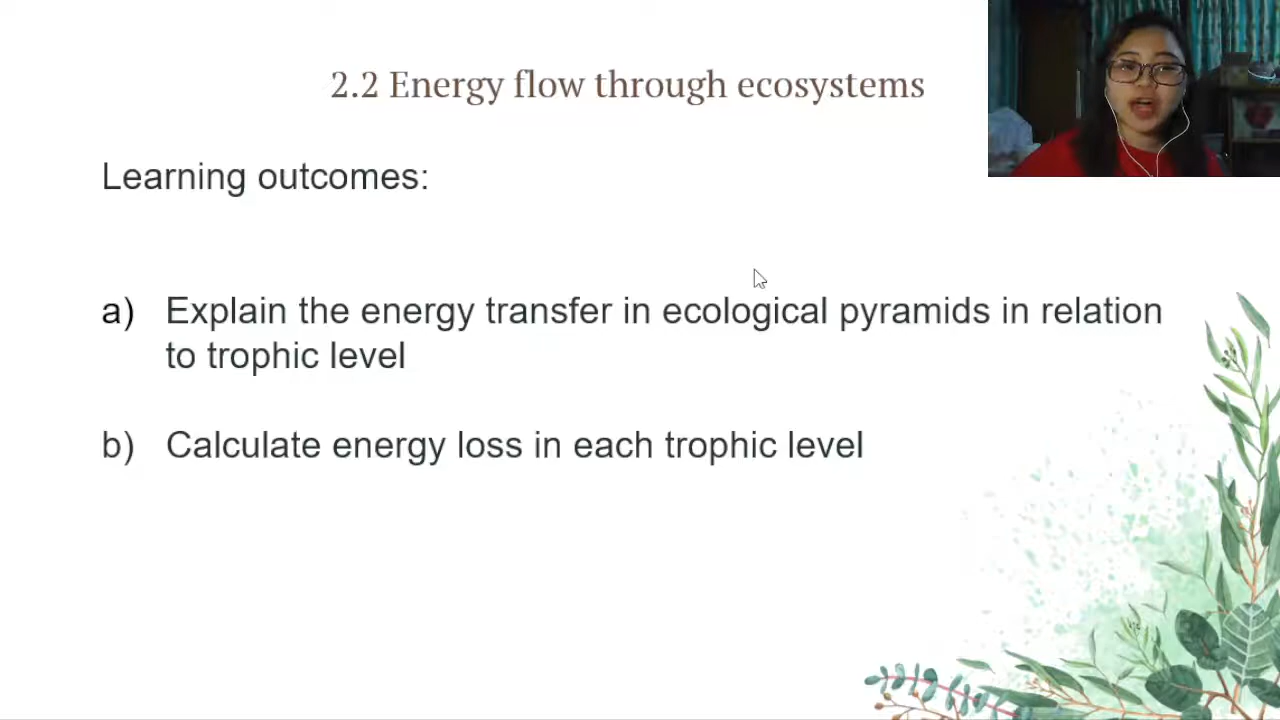 2.2 Energy flow through ecosystems
Learning outcomes:
a) Explain the energy transfer in ecological pyramids in relation
to trophic level
b) Calculate energy loss in each trophic level